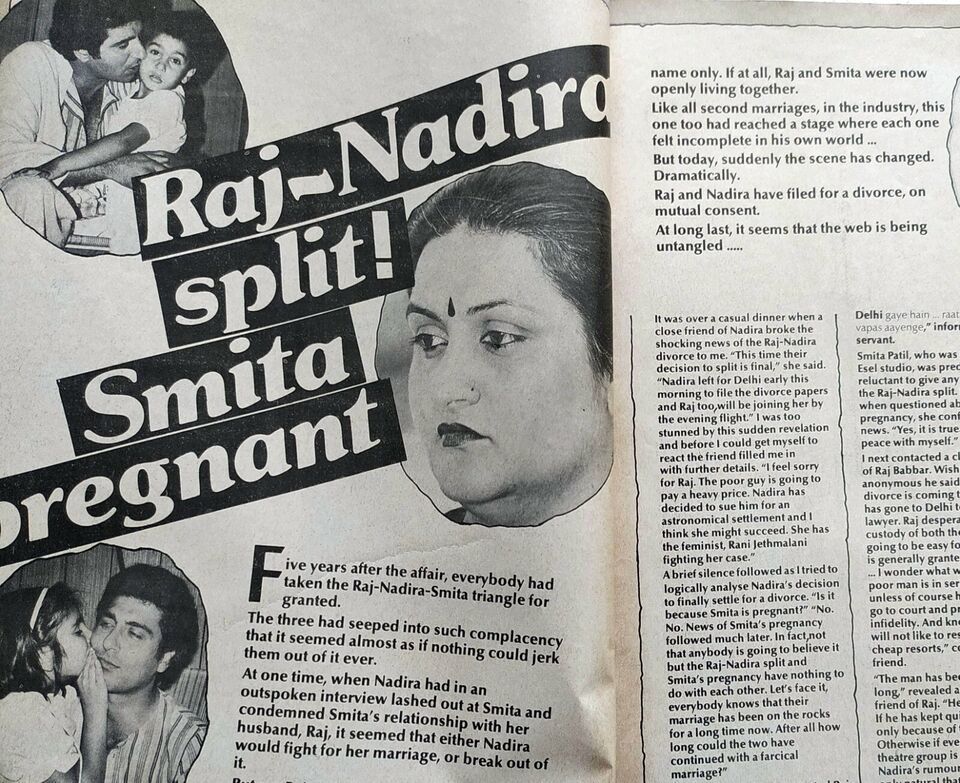 Raj-Nadira
split!
Smita
pregnant
Five years after the affair, everybody had
taken the Raj-Nadira-Smita triangle for
granted.
The three had seeped into such complacency
that it seemed almost as if nothing could jerk
them out of it ever.
At one time, when Nadira had in an
outspoken interview lashed out at Smita and
condemned Smita's relationship with her
husband, Raj, it seemed that either Nadira
would fight for her marriage, or break out of
it.
name only. If at all, Raj and Smita were now
openly living together.
Like all second marriages, in the industry, this
one too had reached a stage where each one
felt incomplete in his own world ...
But today, suddenly the scene has changed.
Dramatically.
Raj and Nadira have filed for a divorce, on
mutual consent.
At long last, it seems that the web is being
untangled .....
It was over a casual dinner when a
close friend of Nadira broke the
shocking news of the Raj-Nadira
divorce to me. "This time their
decision to split is final," she said.
"Nadira left for Delhi early this
morning to file the divorce papers
and Raj too,will be joining her by
the evening flight." I was too
stunned by this sudden revelation
and before I could get myself to
react the friend filled me in
with further details. "I feel sorry
for Raj. The poor guy is going to
pay a heavy price. Nadira has
decided to sue him for an
astronomical settlement and I
think she might succeed. She has
the feminist, Rani Jethmalani
fighting her case."
A brief silence followed as I tried to
logically analyse Nadira's decision
to finally settle for a divorce. "Is it
because Smita is pregnant?" "No.
No. News of Smita's pregnancy
followed much later. In fact,not
that anybody is going to believe it
but the Raj-Nadira split and
Smita's pregnancy have nothing to
do with each other. Let's face it,
everybody knows that their
marriage has been on the rocks
for a long time now. After all how
long could the two have
continued with a farcical
marriage?"
Delhi gaye hain ... raat
vapas aayenge," infor
servant.
Smita Patil, who was
Esel studio, was prec
reluctant to give any
the Raj-Nadira split.
when questioned ab
pregnancy, she conf
news. "Yes, it is true
peace with myself."
I next contacted a cl
of Raj Babbar. Wish
anonymous he said
divorce is coming t
has gone to Delhi t
lawyer. Raj despera
custody of both the
going to be easy fo
is generally grante
... I wonder what w
poor man is in ser
unless of course h
go to court and pr
infidelity. And kno
will not like to res
cheap resorts," co
friend.
"The man has bee
long," revealed a
friend of Raj. "He
If he has kept qui
only because of
Otherwise if eve
theatre group is
Nadira's rumou